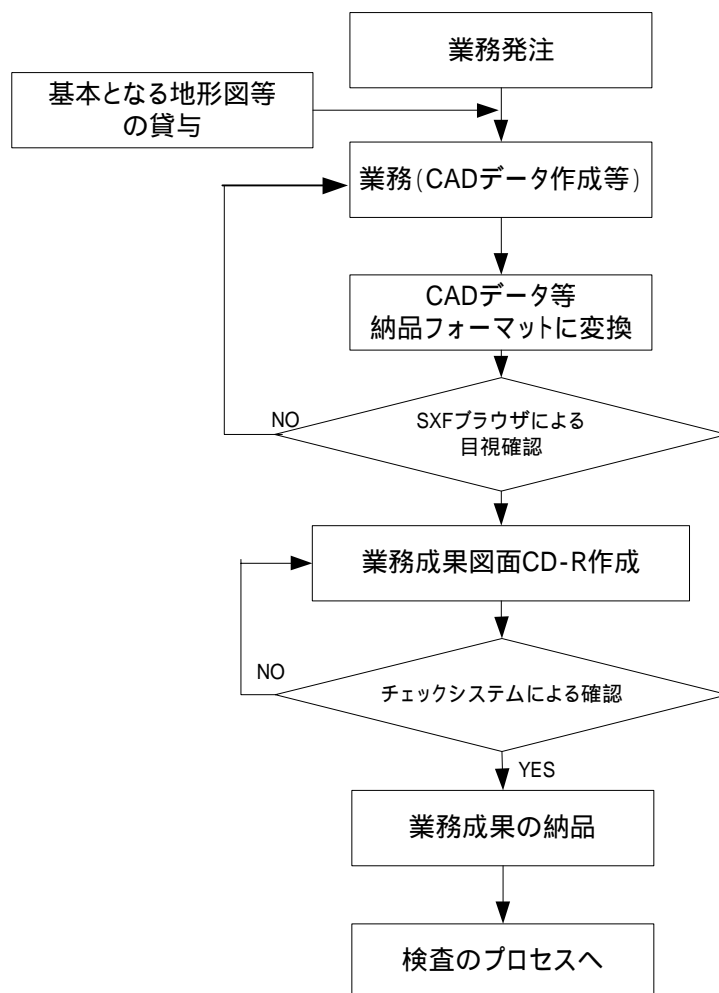 業務発注
基本となる地形図等
の貸与
業務(CADデータ作成等)
CADデータ等
納品フォーマットに変換
NO
SXFブラウザによる
目視確認
業務成果図面CD-R作成
NO
チェックシステムによる確認
YES
業務成果の納品
検査のプロセスへ